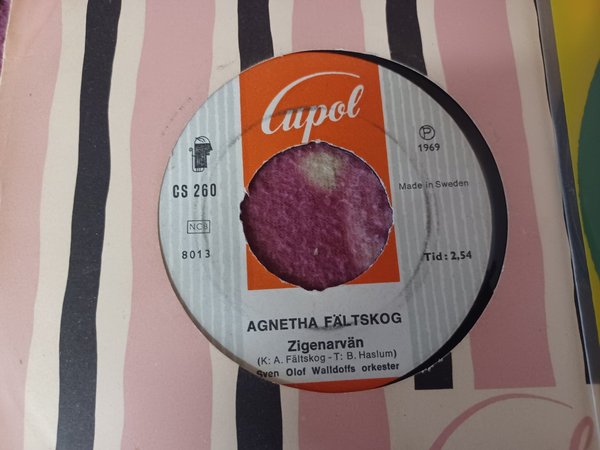 Cupol
℗
1969
CS 260
Made in Sweden
NCB
8013
Tid: 2,54
AGNETHA FÄLTSKOG
Zigenarvän
(K: A. Fältskog - T: B. Haslum)
Sven Olof Walldoffs orkester